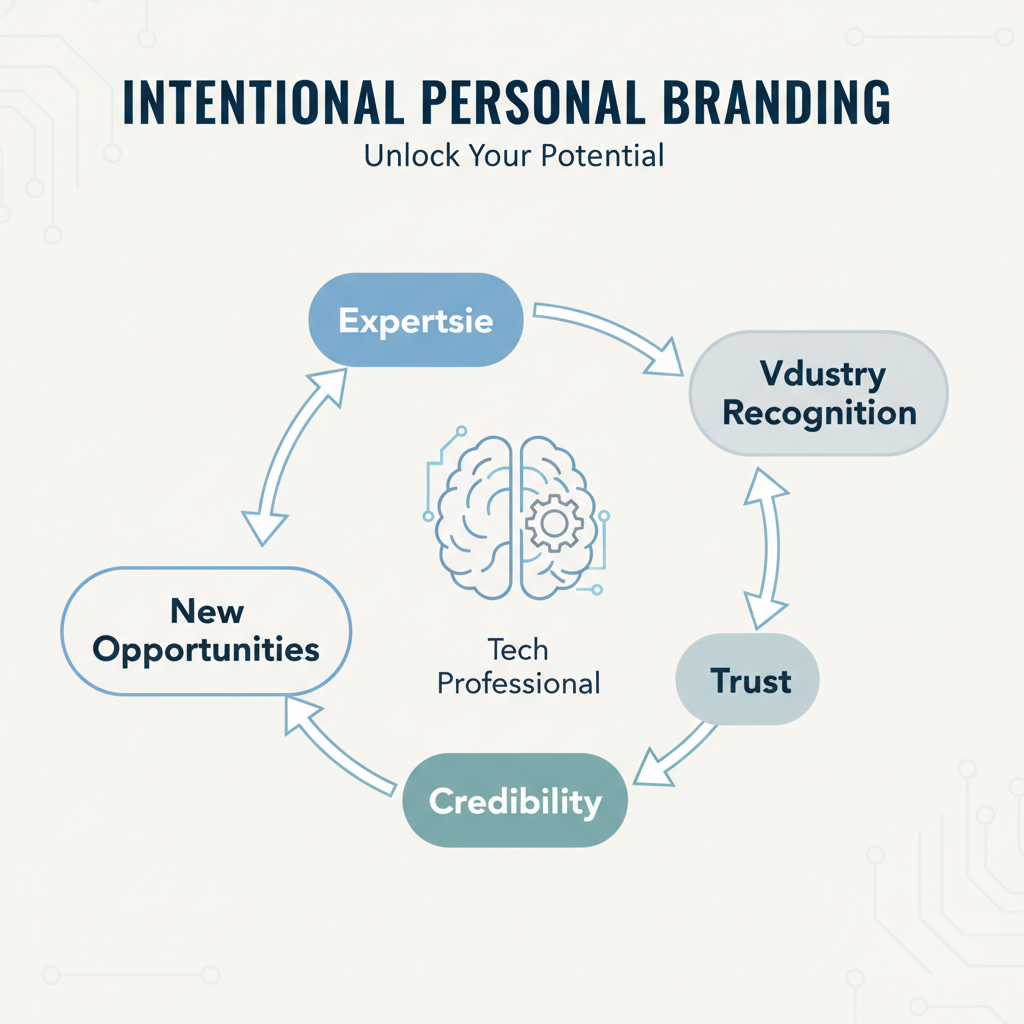 INTENTIONAL PERSONAL BRANDING
Unlock Your Potential
Expertsie
Vdustry
Recognition
New
Opportunities
Tech
Professional
Trust
Credibility